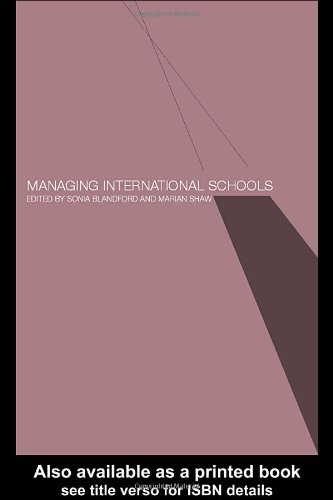 MANAGING INTERNATIONAL SCHOOLS
EDITED BY SONIA BLANDFORD AND MARIAN SHAW
Also available as a printed book
see title verso for ISBN details